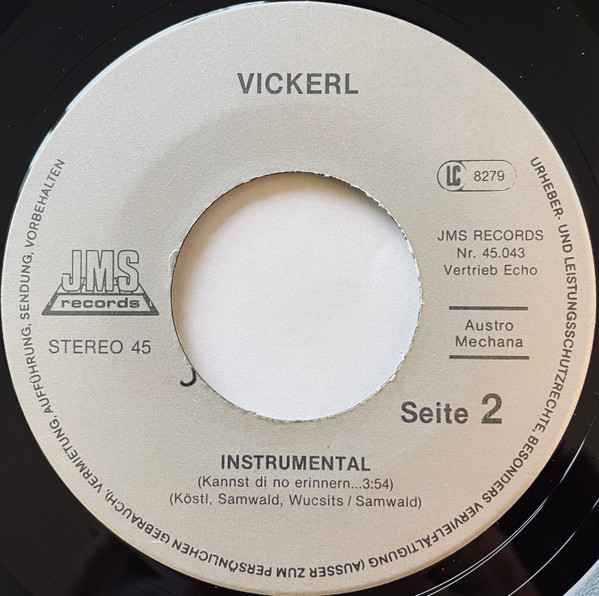 VICKERL
LC 8279
JMS RECORDS
Nr. 45.043
Vertrieb Echo
J.M.S
records
STEREO 45
Austro
Mechana
Seite 2
INSTRUMENTAL
(Kannst di no erinnern...3:54)
(Köstl, Samwald, Wucsits / Samwald)
URHEBER- UND LEISTUNGSSCHUTZRECHTE, BESONDERS VERVIELFÄLTIGUNG (AUSSER ZUM PERSÖNLICHEN GEBRAUCH), VERMIETUNG, AUFFÜHRUNG, SENDUNG, VORBEHALTEN